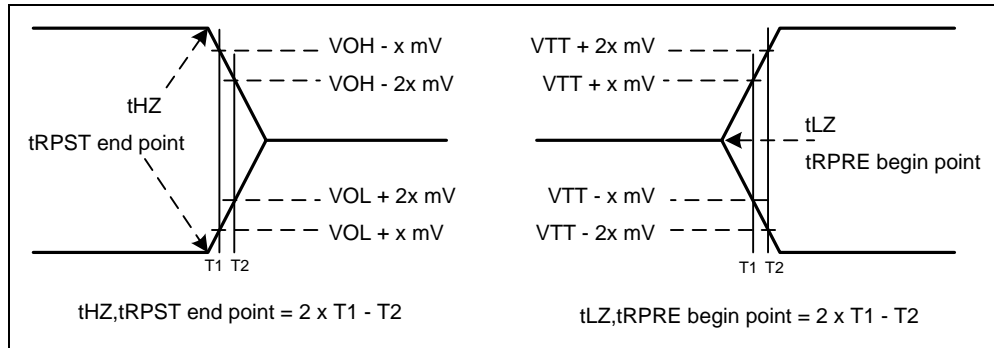 VOH - x mV
VOH - 2x mV
tHZ
tRPST end point
VOL + 2x mV
VOL + x mV
T1 T2
tHZ,tRPST end point = 2 x T1 - T2
VTT + 2x mV
VTT + x mV
tLZ
tRPRE begin point
VTT - x mV
VTT - 2x mV
T1 T2
tLZ,tRPRE begin point = 2 x T1 - T2